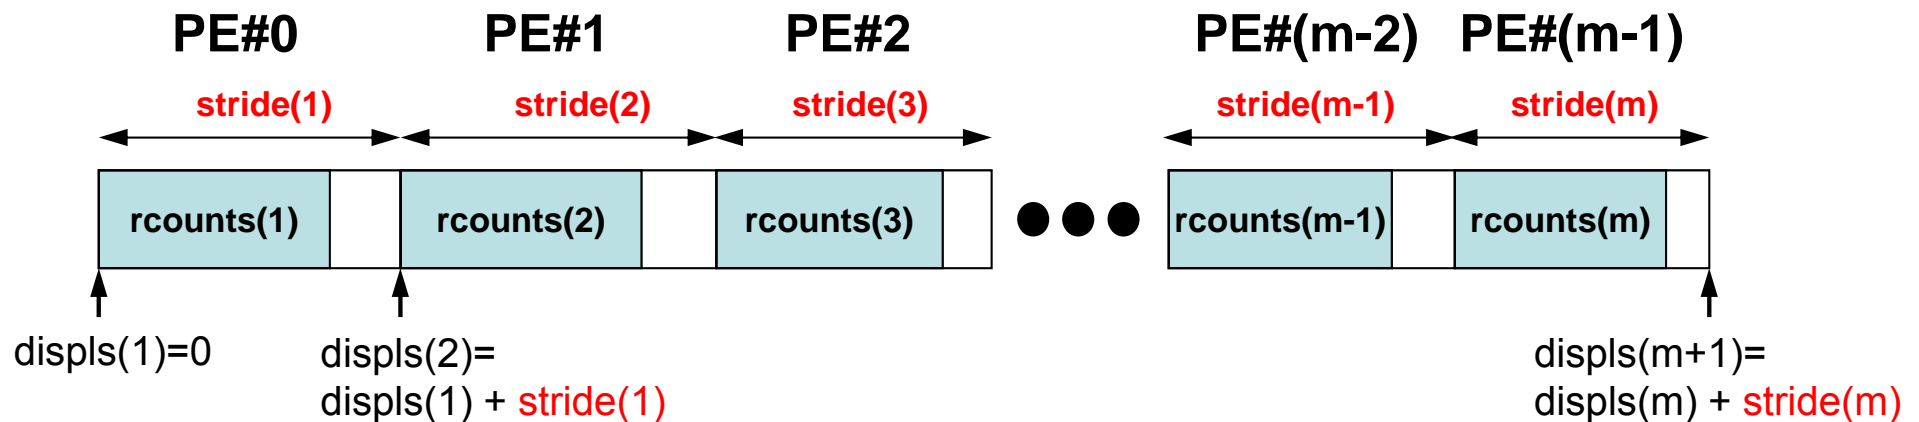 PE#0 PE#1 PE#2 PE#(m-2) PE#(m-1)
stride(1) stride(2) stride(3) stride(m-1) stride(m)
rcounts(1) rcounts(2) rcounts(3) rcounts(m-1) rcounts(m)
displs(1)=0 displs(2)= displs(m+1)=
displs(1) + stride(1) displs(m) + stride(m)